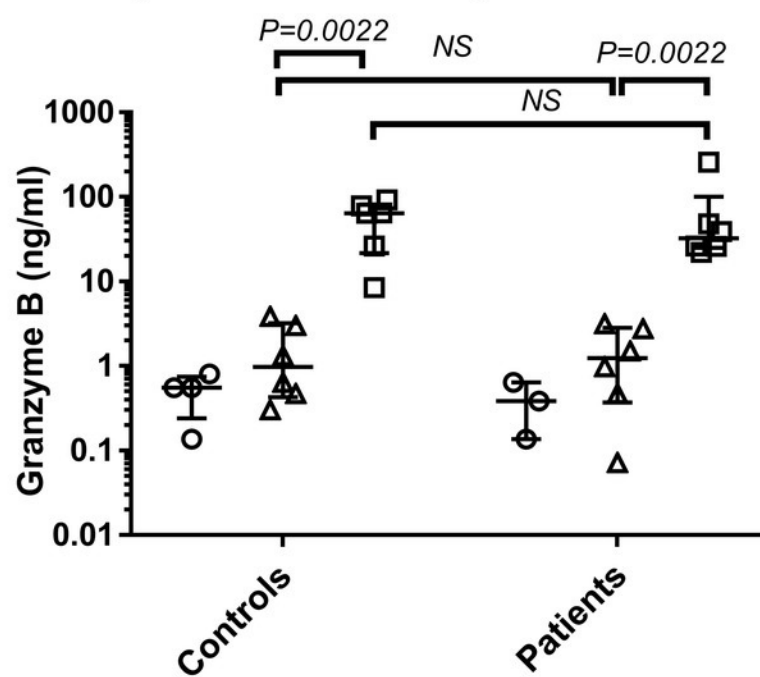 P=0.0022
NS
P=0.0022
NS
Granzyme B (ng/ml)
1000
100
10
1
0.1
0.01
Controls
Patients